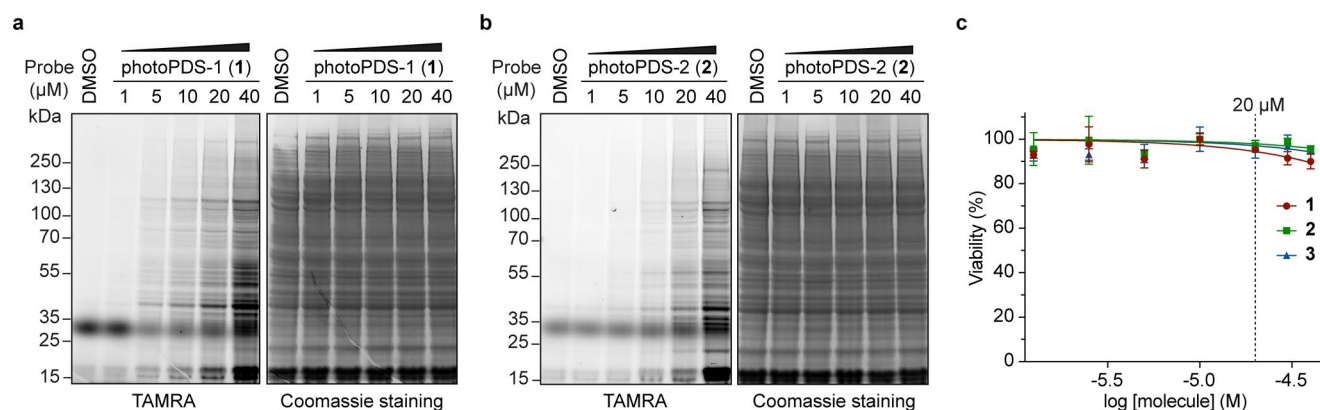 a
DMSO
Probe
(µM)
photoPDS-1 (1)
1 5 10 20 40
kDa
250
130
100
70
55
35
25
15
TAMRA
DMSO
photoPDS-1 (1)
1 5 10 20 40
Coomassie staining
b
DMSO
Probe
(µM)
photoPDS-2 (2)
1 5 10 20 40
kDa
250
130
100
70
55
35
25
15
TAMRA
DMSO
photoPDS-2 (2)
1 5 10 20 40
Coomassie staining
c
20 µM
Viability (%)
100
80
60
40
20
0
1
2
3
-5.5 -5.0 -4.5
log [molecule] (M)